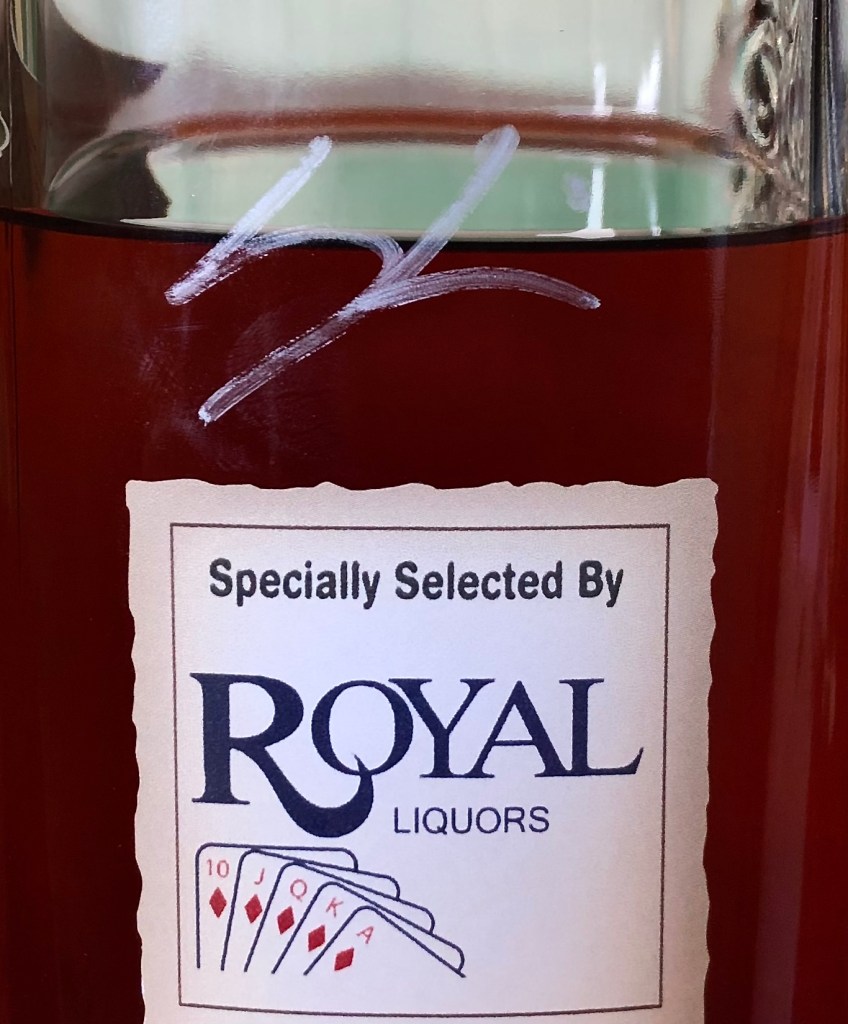 Specially Selected By
ROYAL
LIQUORS
10 J Q K A